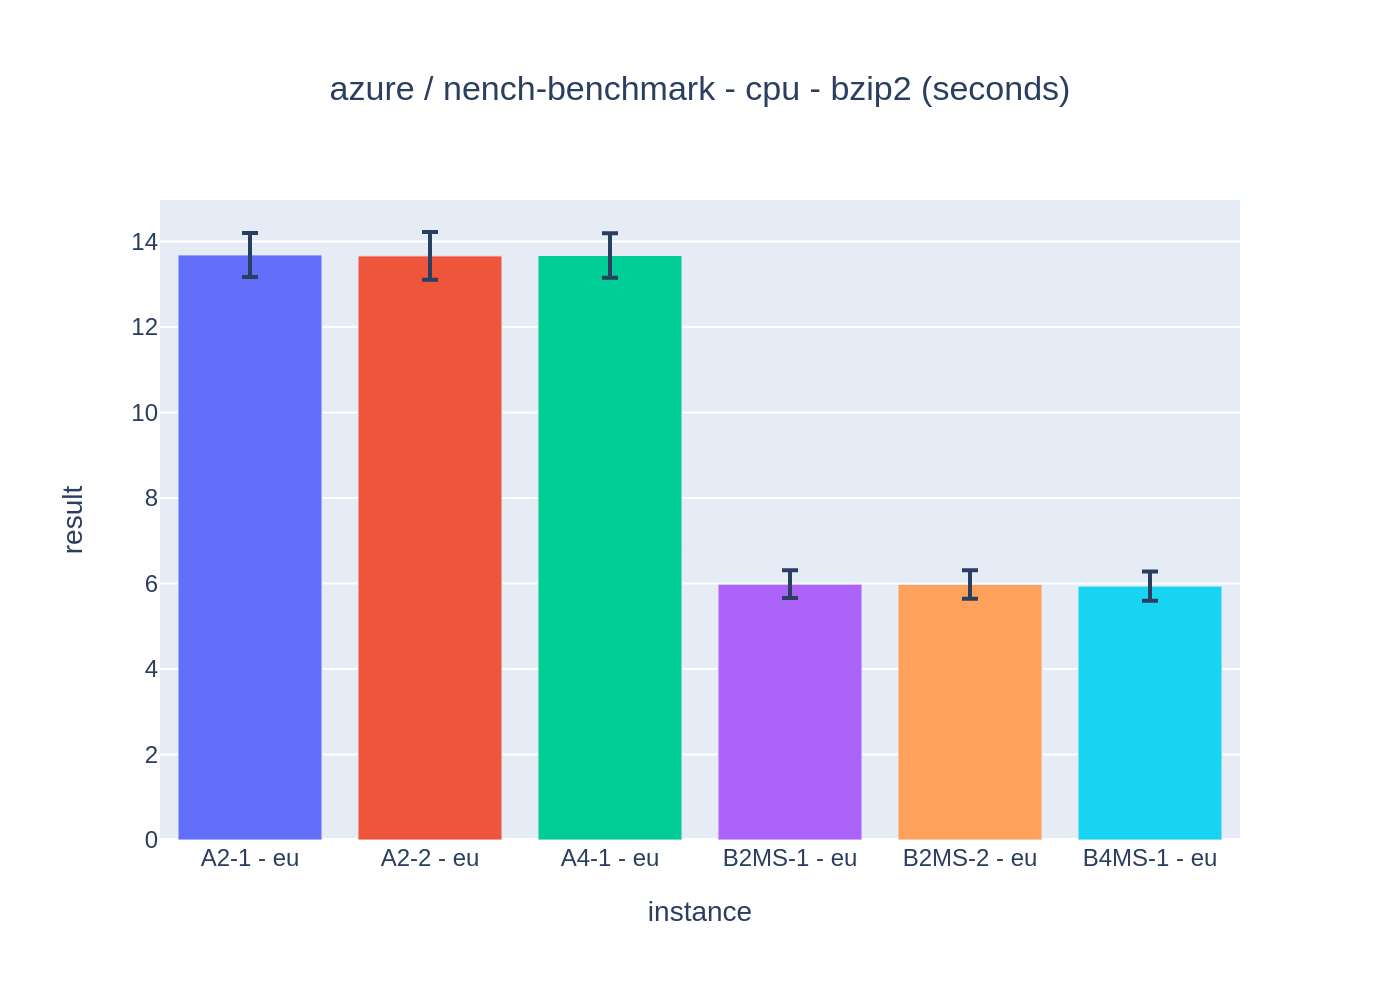 azure / nench-benchmark - cpu - bzip2 (seconds)
14
12
10
8
6
4
2
0
result
A2-1 - eu
A2-2 - eu
A4-1 - eu
B2MS-1 - eu
B2MS-2 - eu
B4MS-1 - eu
instance